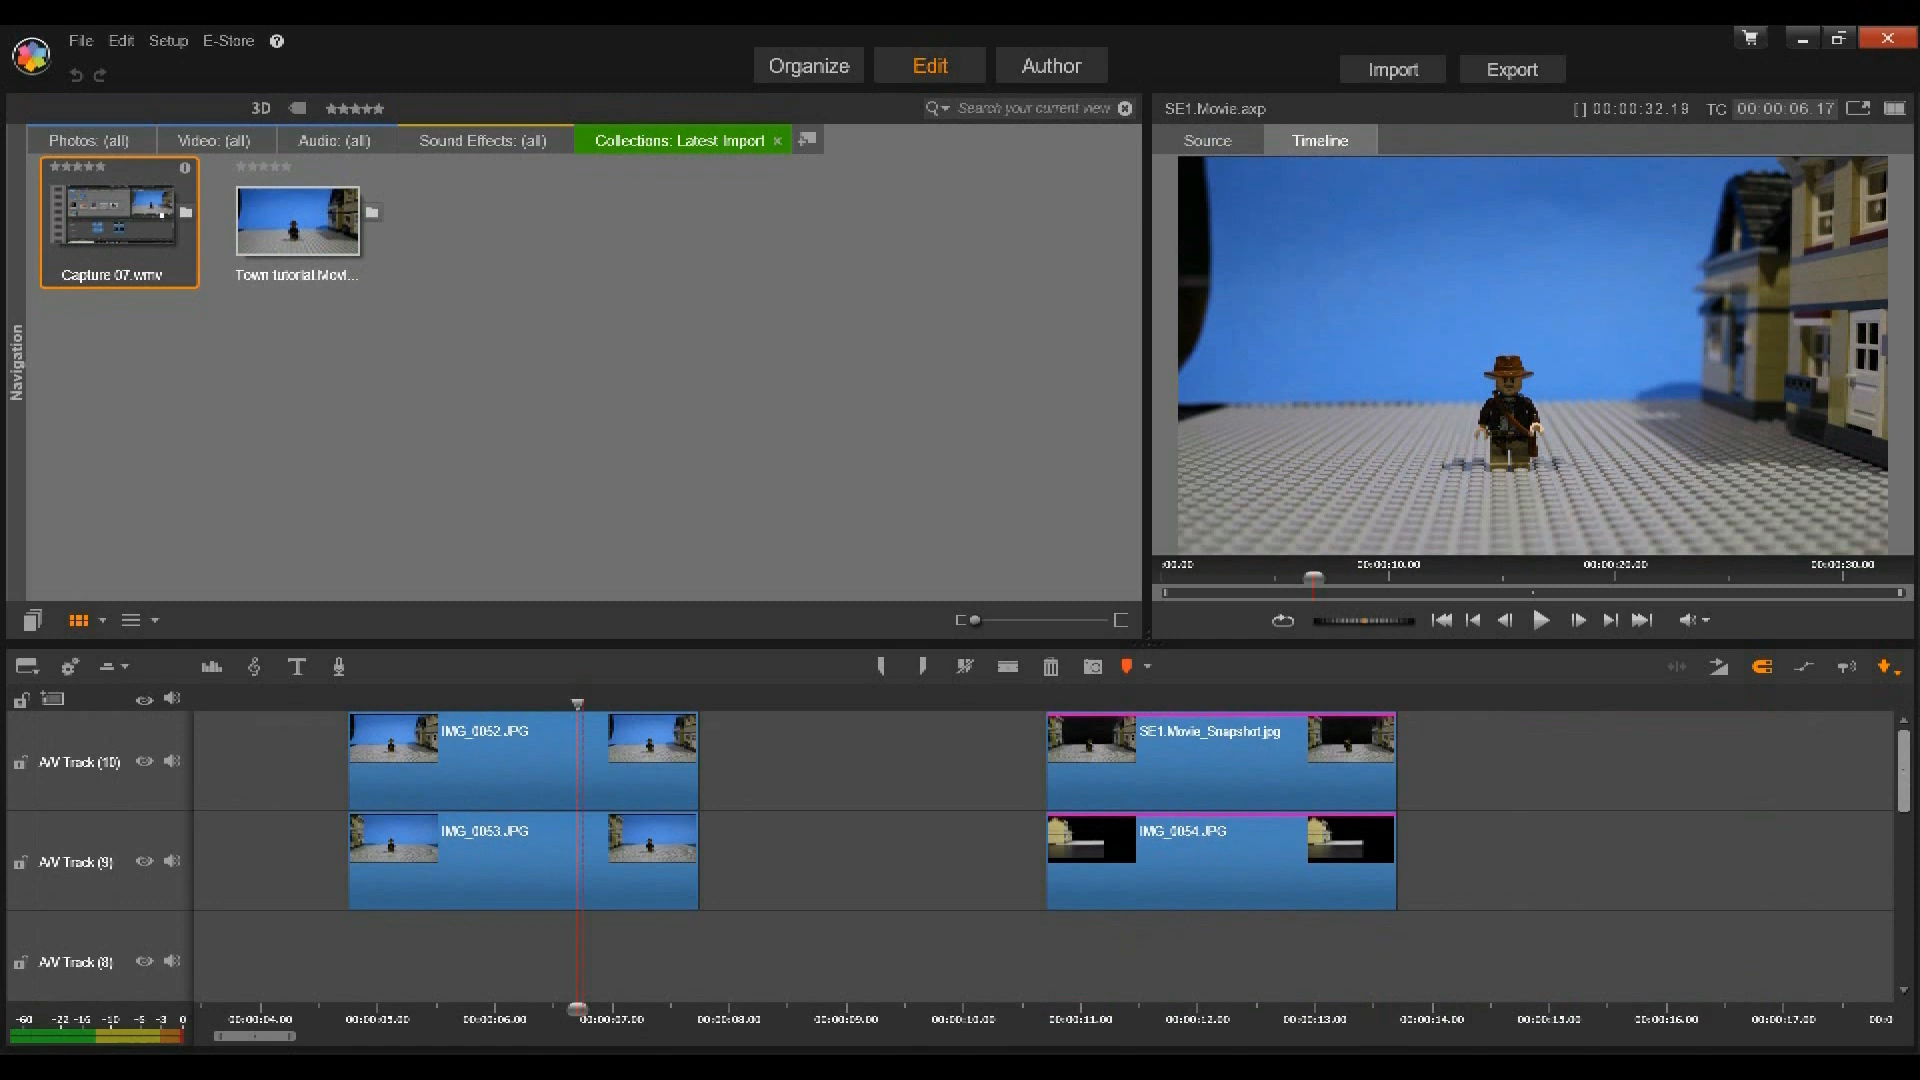 File Edit Setup E-Store ?
Organize Edit Author
Import Export
3D
Search your current view
SE1.Movie.axp
[ ] 00:00:32.19 TC 00:00:06.17
Photos: (all) Video: (all) Audio: (all) Sound Effects: (all) Collections: Latest Import ×
Source Timeline
Navigation
Capture 07.wmv
Town tutorial.Movi...
:00.00 00:00:10.00 00:00:20.00 00:00:30.00
T
A/V Track (10)
IMG_0052.JPG
SE1.Movie_Snapshot.jpg
A/V Track (9)
IMG_0053.JPG
IMG_0054.JPG
A/V Track (8)
-60 -22 -16 -10 -6 -3 0
00:00:04.00 00:00:05.00 00:00:06.00 00:00:07.00 00:00:08.00 00:00:09.00 00:00:10.00 00:00:11.00 00:00:12.00 00:00:13.00 00:00:14.00 00:00:15.00 00:00:16.00 00:00:17.00 00:0